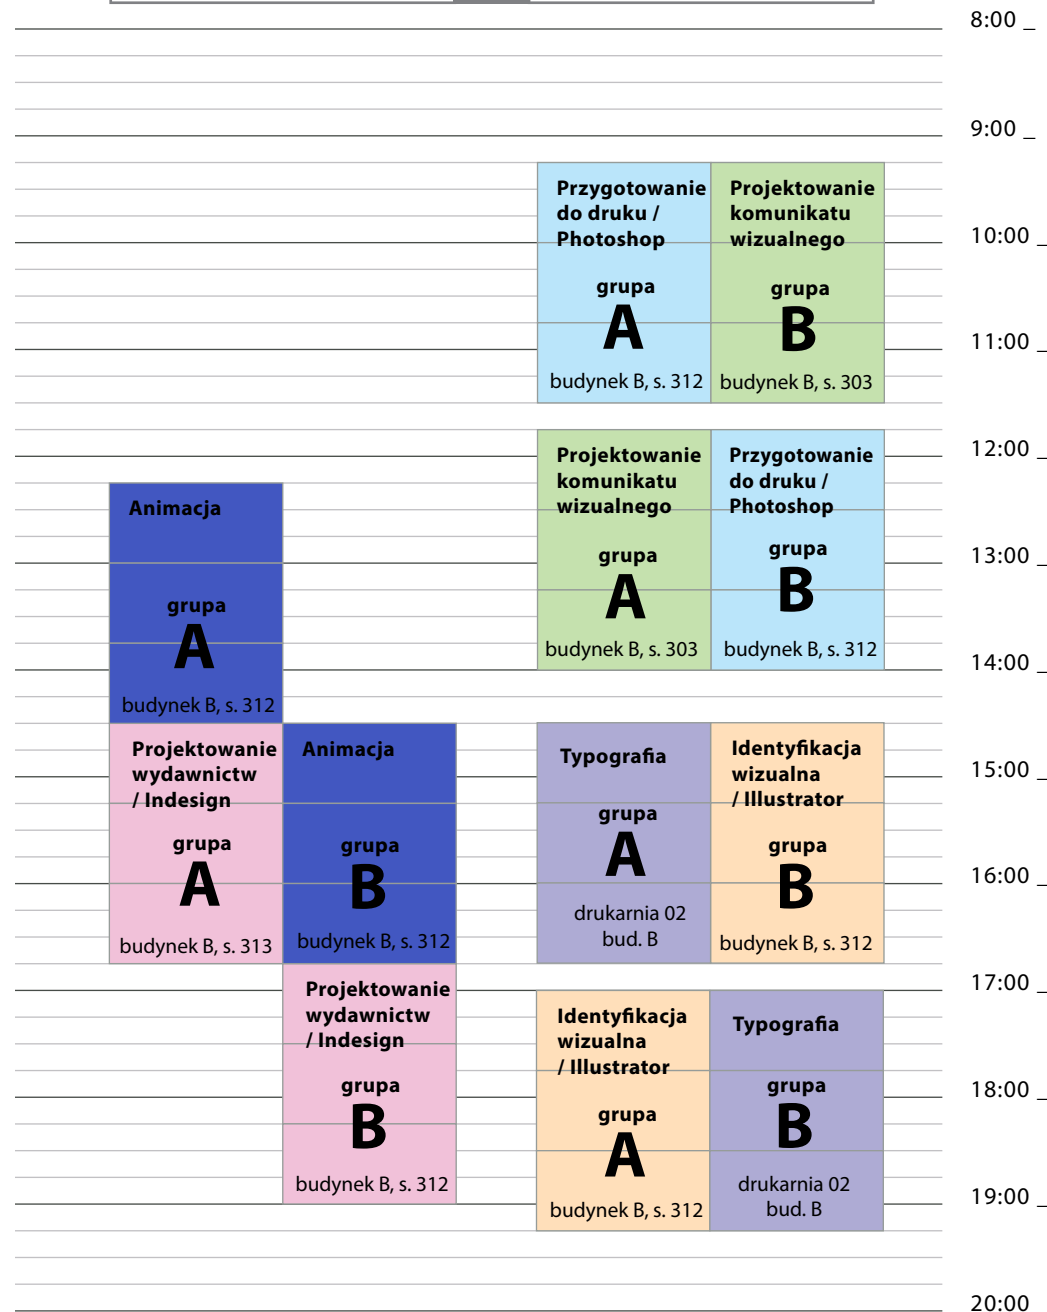 8:00 _
9:00 _
Przygotowanie
do druku /
Photoshop
grupa
A
budynek B, s. 312
Projektowanie
komunikatu
wizualnego
grupa
B
budynek B, s. 303
10:00 _
11:00 _
12:00 _
Projektowanie
komunikatu
wizualnego
grupa
A
budynek B, s. 303
Przygotowanie
do druku /
Photoshop
grupa
B
budynek B, s. 312
Animacja
grupa
A
budynek B, s. 312
13:00 _
14:00 _
Projektowanie
wydawnictw
/ Indesign
grupa
A
budynek B, s. 313
Animacja
grupa
B
budynek B, s. 312
Typografia
grupa
A
drukarnia 02
bud. B
Identyfikacja
wizualna
/ Illustrator
grupa
B
budynek B, s. 312
15:00 _
16:00 _
17:00 _
Projektowanie
wydawnictw
/ Indesign
grupa
B
budynek B, s. 312
Identyfikacja
wizualna
/ Illustrator
grupa
A
budynek B, s. 312
Typografia
grupa
B
drukarnia 02
bud. B
18:00 _
19:00 _
20:00